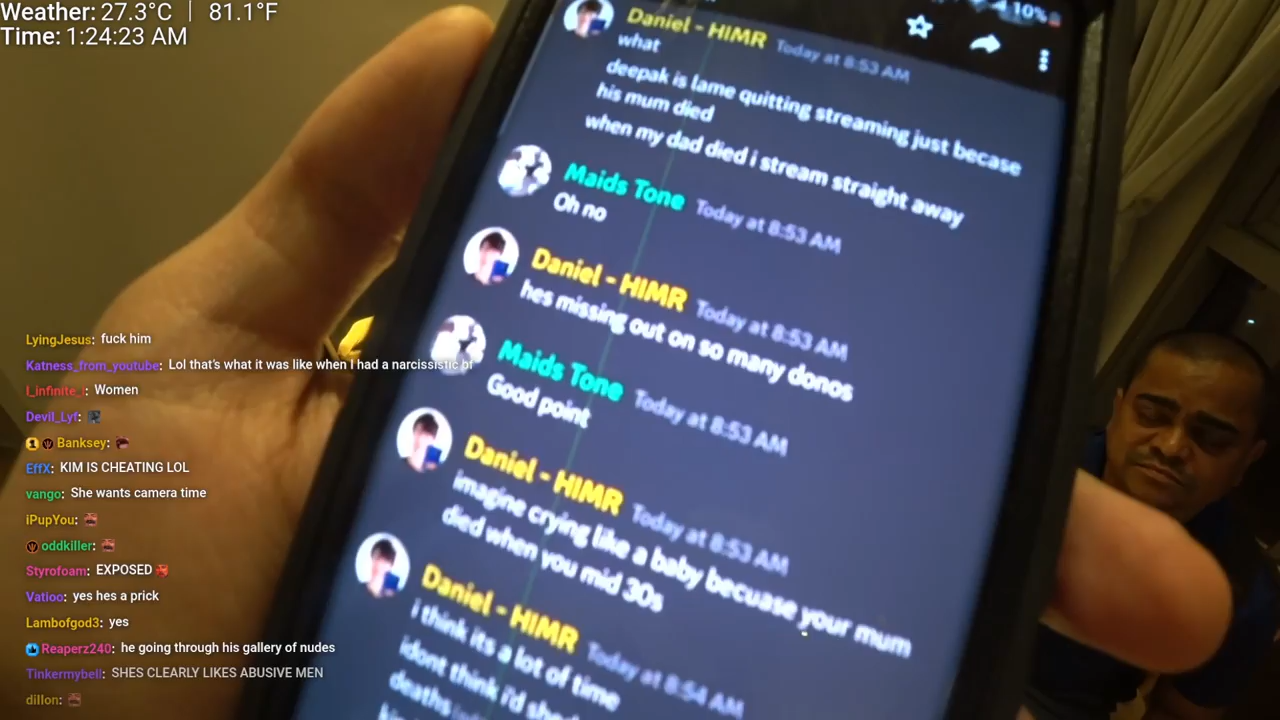 Weather: 27.3°C | 81.1°F
Time: 1:24:23 AM
10%
Daniel - HIMR Today at 8:53 AM
what
deepak is lame quitting streaming just becase
his mum died
when my dad died i stream straight away
Maids Tone Today at 8:53 AM
Oh no
Daniel - HIMR Today at 8:53 AM
hes missing out on so many donos
Maids Tone Today at 8:53 AM
Good point
Daniel - HIMR Today at 8:53 AM
imagine crying like a baby becuase your mum
died when you mid 30s
Daniel - HIMR Today at 8:54 AM
i think its a lot of time
idont think i'd
deaths
LyingJesus: fuck him
Katness_from_youtube: Lol that's what it was like when I had a narcissistic bf
I_infinite_I: Women
Devil_Lyf:
Banksey:
EffX: KIM IS CHEATING LOL
vango: She wants camera time
iPupYou:
oddkiller:
Styrofoam: EXPOSED
Vatioo: yes hes a prick
Lambofgod3: yes
Reaperz240: he going through his gallery of nudes
Tinkermybell: SHES CLEARLY LIKES ABUSIVE MEN
dillon: